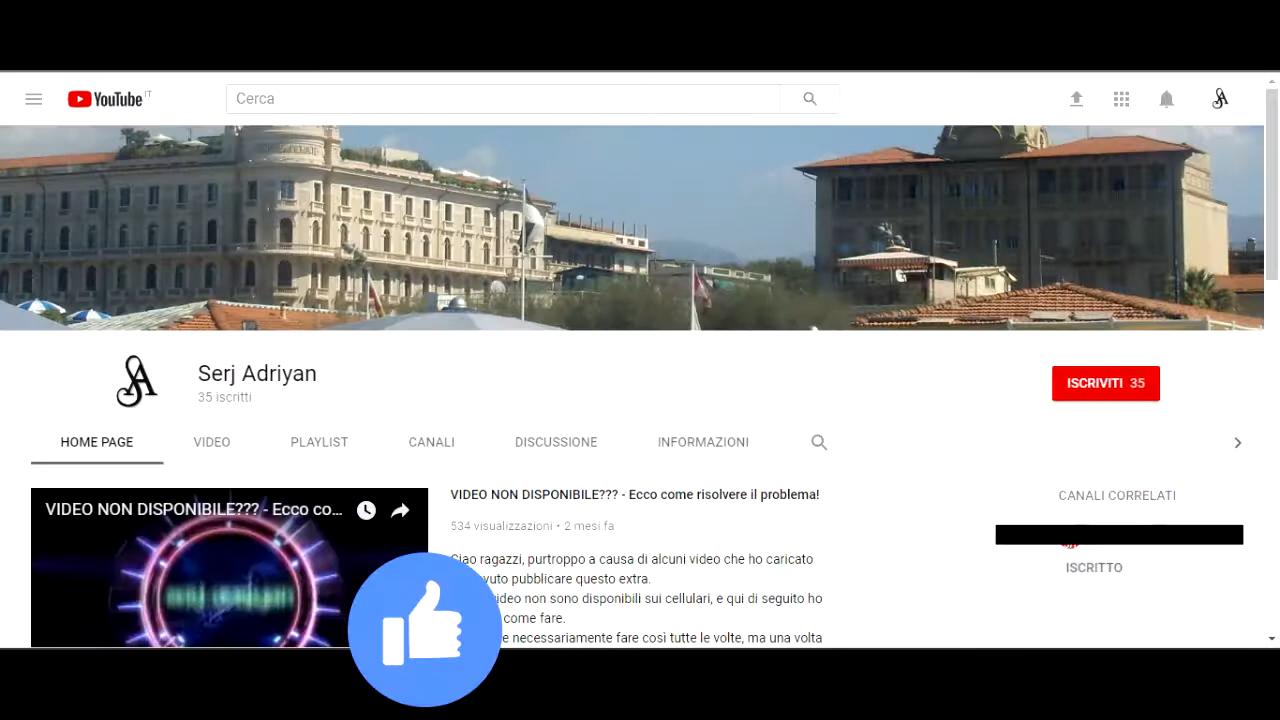 YouTube IT
Cerca
Serj Adriyan
35 iscritti
ISCRIVITI 35
HOME PAGE
VIDEO
PLAYLIST
CANALI
DISCUSSIONE
INFORMAZIONI
VIDEO NON DISPONIBILE??? - Ecco co...
VIDEO NON DISPONIBILE??? - Ecco come risolvere il problema!
534 visualizzazioni • 2 mesi fa
Ciao ragazzi, purtroppo a causa di alcuni video che ho caricato
pubblicare questo extra.
non sono disponibili sui cellulari, e qui di seguito ho
come fare.
necessariamente fare così tutte le volte, ma una volta
CANALI CORRELATI
ISCRITTO